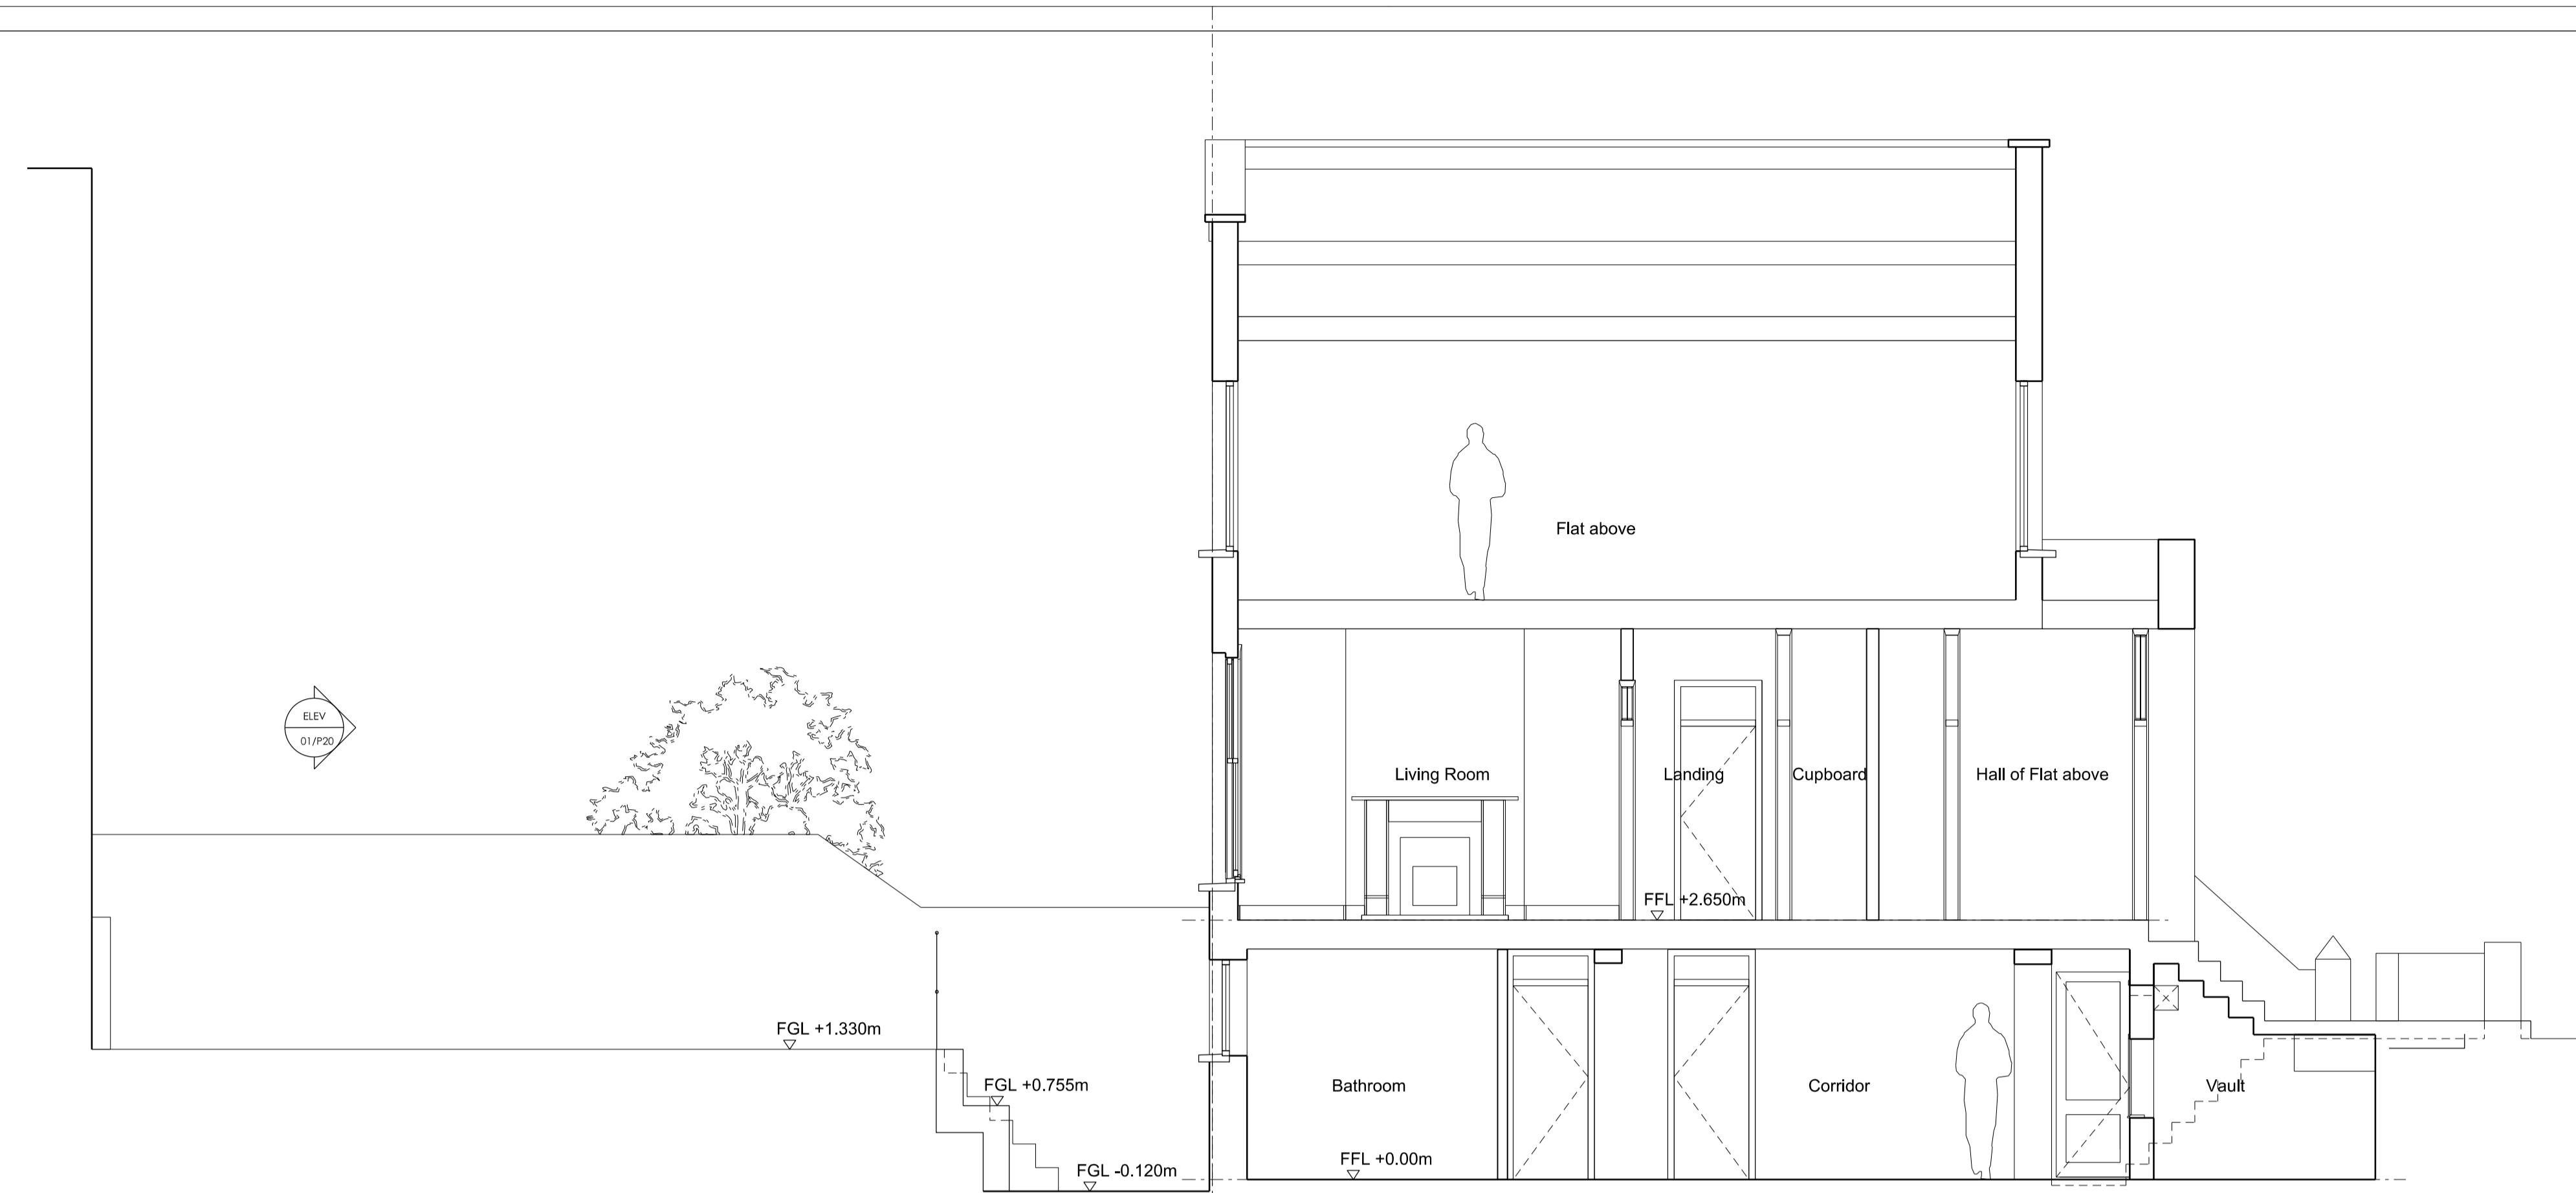 Flat above
ELEV
01/P20
Living Room
Landing
Cupboard
Hall of Flat above
FFL +2.650m
FGL +1.330m
FGL +0.755m
Bathroom
Corridor
Vault
FFL +0.00m
FGL -0.120m